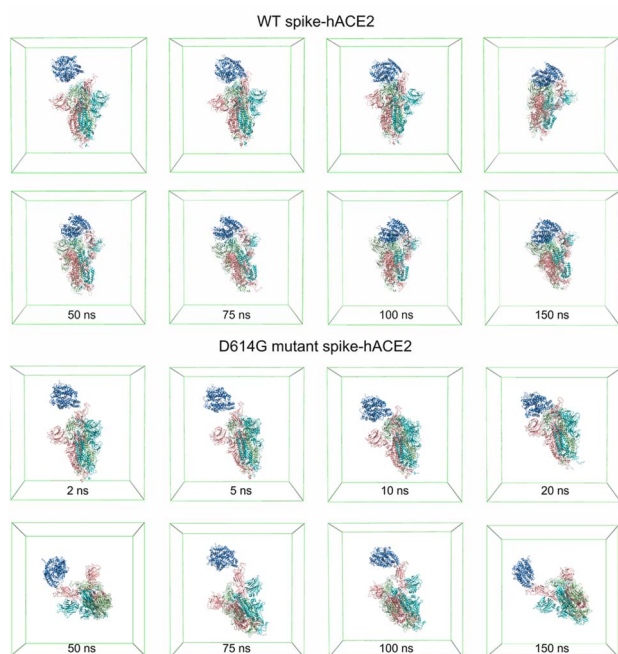 WT spike-hACE2
50 ns 75 ns 100 ns 150 ns
D614G mutant spike-hACE2
2 ns 5 ns 10 ns 20 ns
50 ns 75 ns 100 ns 150 ns